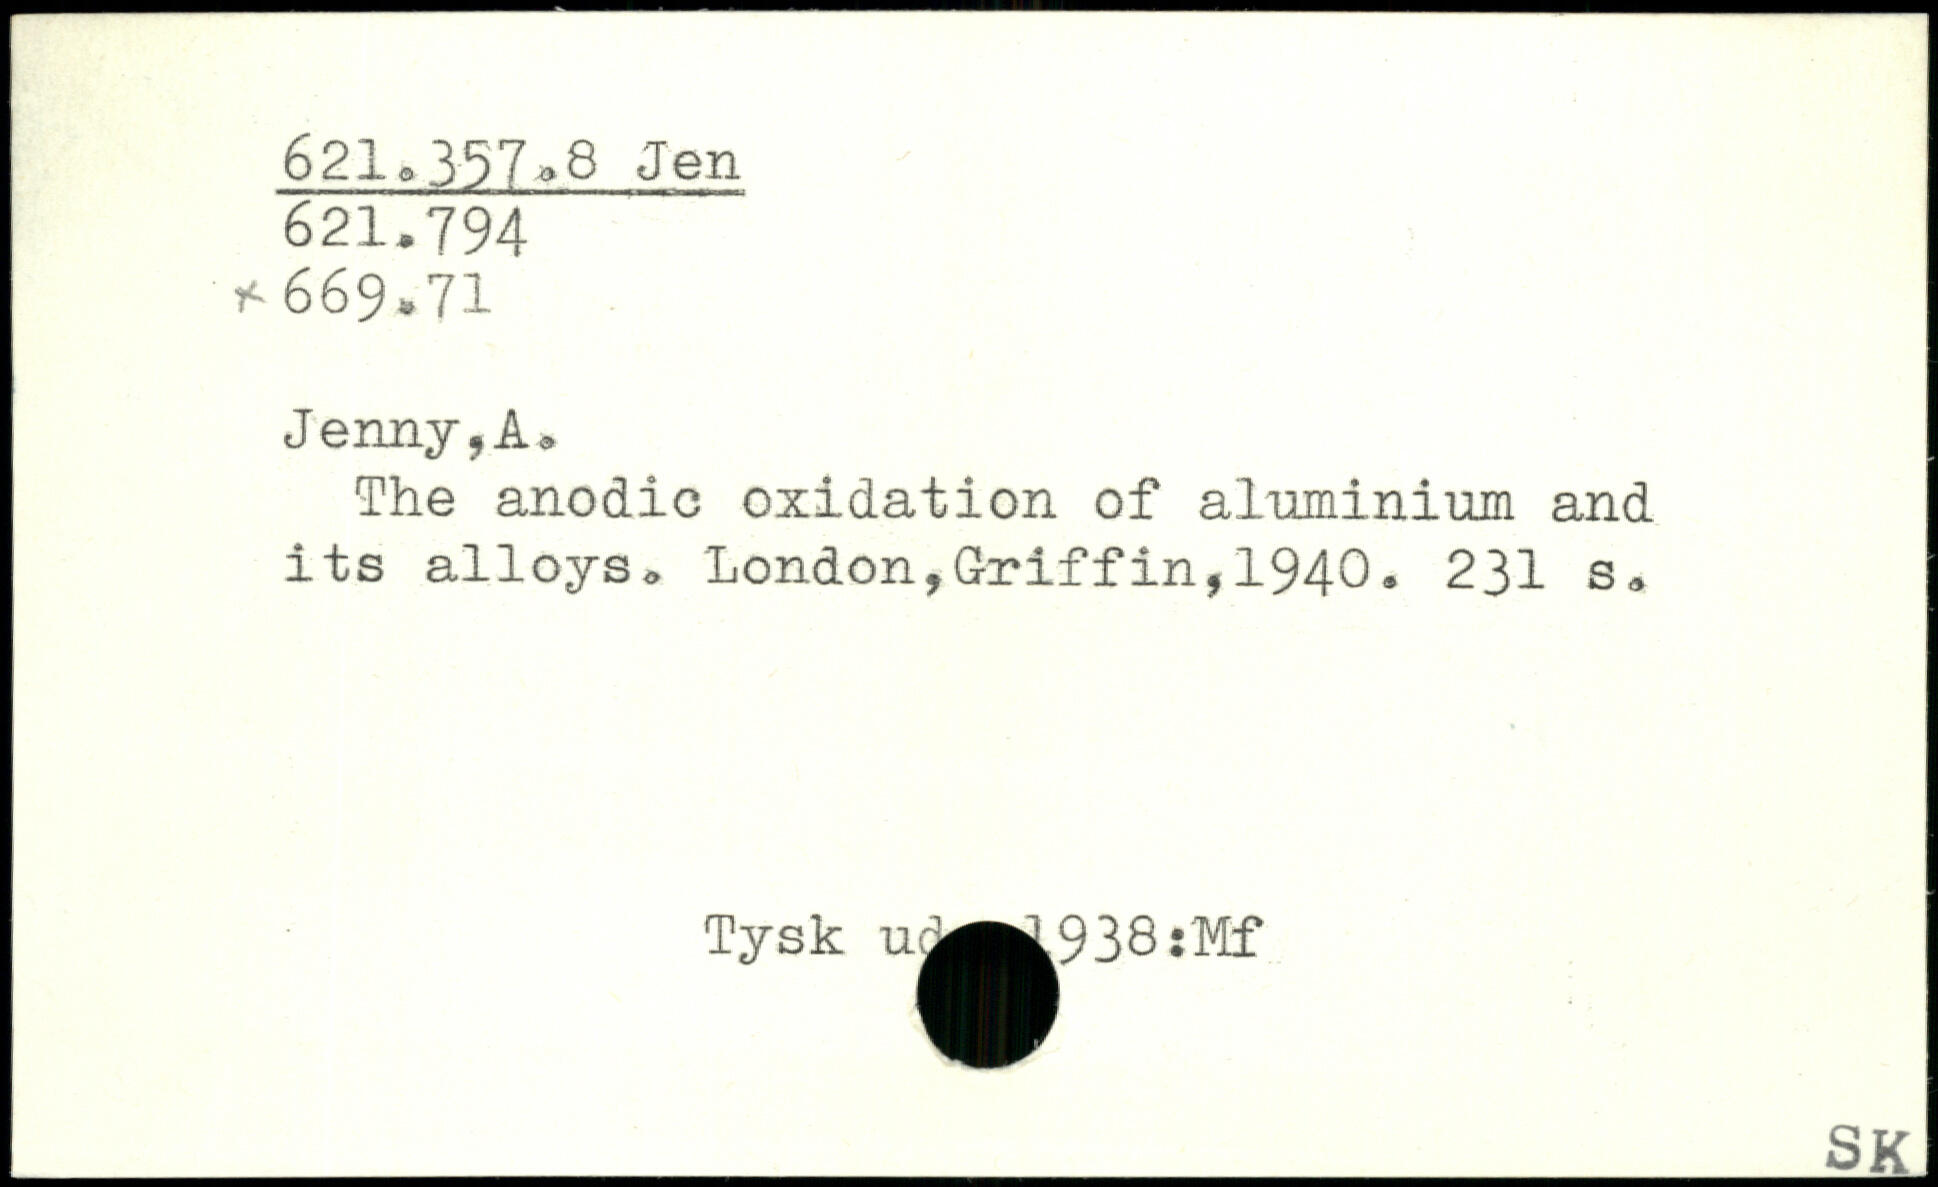 621.357.8 Jen
621.794
x 669.71
Jenny,A.
The anodic oxidation of aluminium and
its alloys. London,Griffin,1940. 231 s.
Tysk 1938:Mf
SK